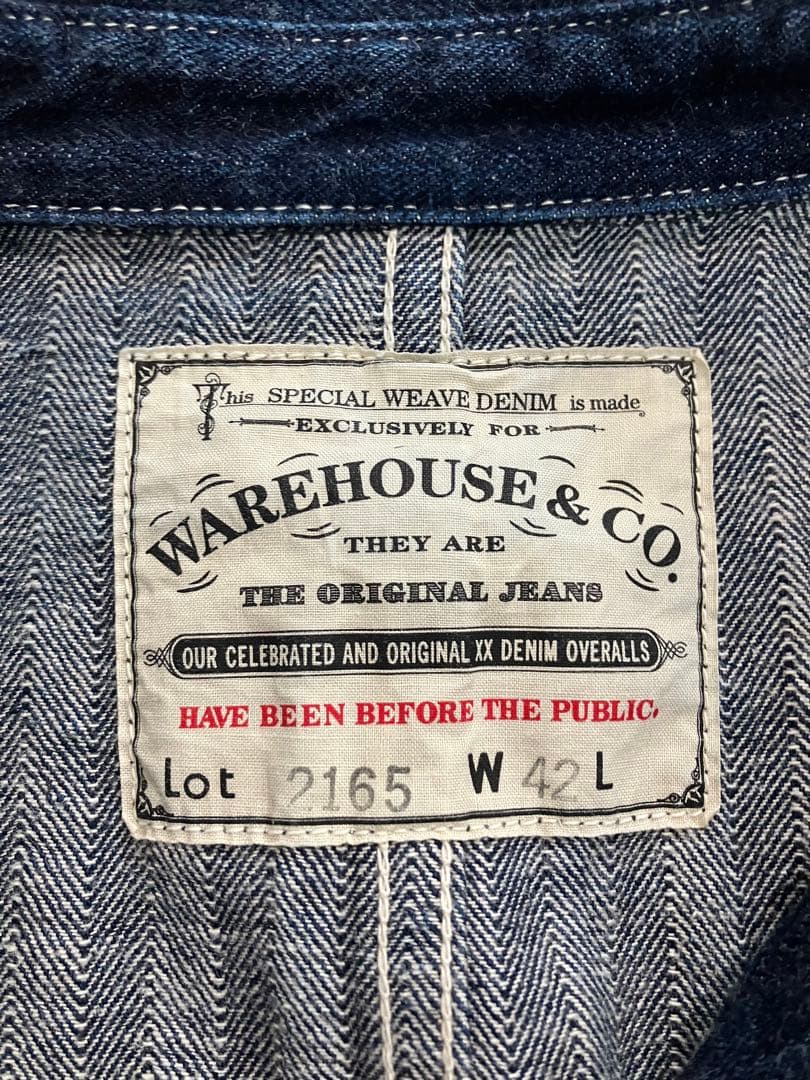 This SPECIAL WEAVE DENIM is made
EXCLUSIVELY FOR
WAREHOUSE & CO.
THEY ARE
THE ORIGINAL JEANS
OUR CELEBRATED AND ORIGINAL XX DENIM OVERALLS
HAVE BEEN BEFORE THE PUBLIC,
Lot 2165 W 42 L